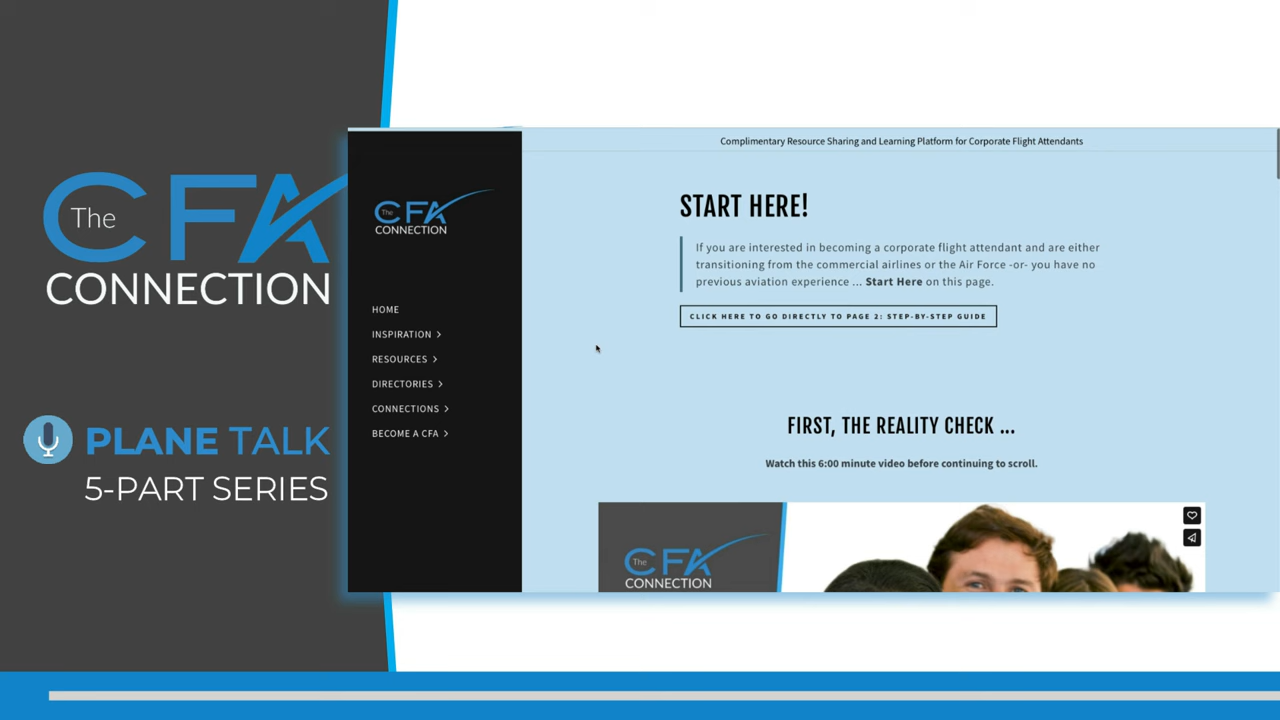 The CFA
CONNECTION
PLANE TALK
5-PART SERIES
Complimentary Resource Sharing and Learning Platform for Corporate Flight Attendants
The CFA
CONNECTION
HOME
INSPIRATION
RESOURCES
DIRECTORIES
CONNECTIONS
BECOME A CFA
START HERE!
If you are interested in becoming a corporate flight attendant and are either
transitioning from the commercial airlines or the Air Force -or- you have no
previous aviation experience ... Start Here on this page.
CLICK HERE TO GO DIRECTLY TO PAGE 2: STEP-BY-STEP GUIDE
FIRST, THE REALITY CHECK ...
Watch this 6:00 minute video before continuing to scroll.
The CFA
CONNECTION